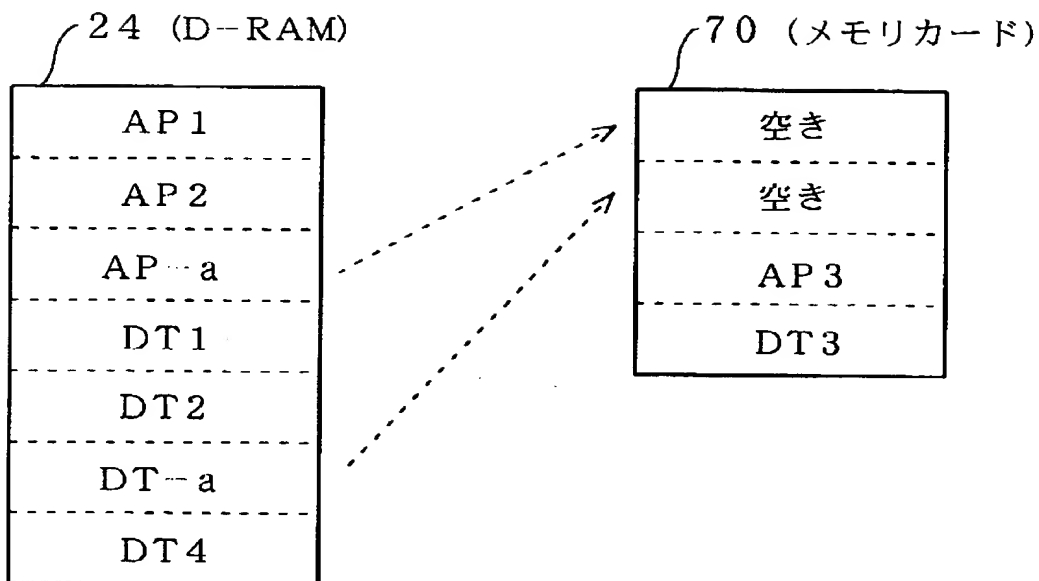 24 (D-RAM)
AP1
AP2
AP-a
DT1
DT2
DT-a
DT4
70 (メモリカード)
空き
空き
AP3
DT3